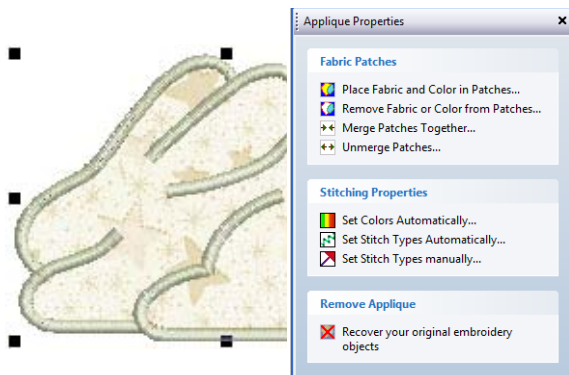 Applique Properties
Fabric Patches
Place Fabric and Color in Patches...
Remove Fabric or Color from Patches...
Merge Patches Together...
Unmerge Patches...
Stitching Properties
Set Colors Automatically...
Set Stitch Types Automatically...
Set Stitch Types manually...
Remove Applique
Recover your original embroidery
objects